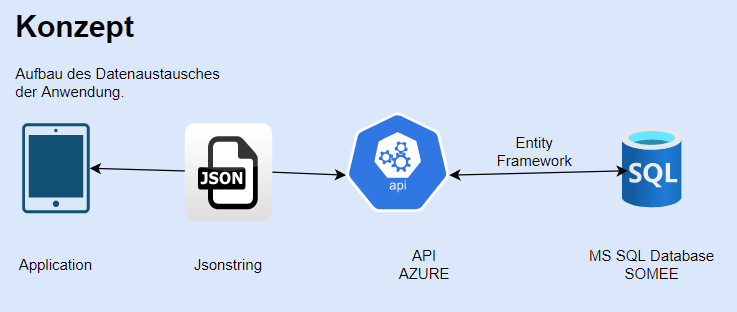 Konzept
Aufbau des Datenaustausches
der Anwendung.
JSON
api
Entity
Framework
SQL
Application
Jsonstring
API
AZURE
MS SQL Database
SOMEE